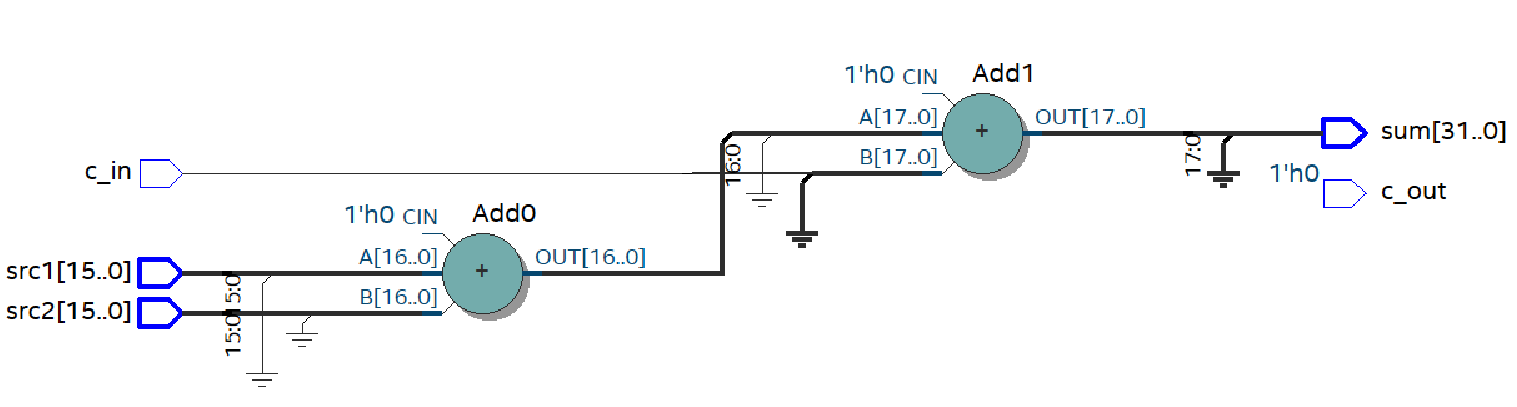 1'h0 CIN Add1
A[17..0] OUT[17..0]
sum[31..0]
16:0 B[17..0] 17:0
c_in 1'h0
c_out
1'h0 CIN Add0
A[16..0] OUT[16..0]
src1[15..0]
15:0 B[16..0]
src2[15..0]
15:0